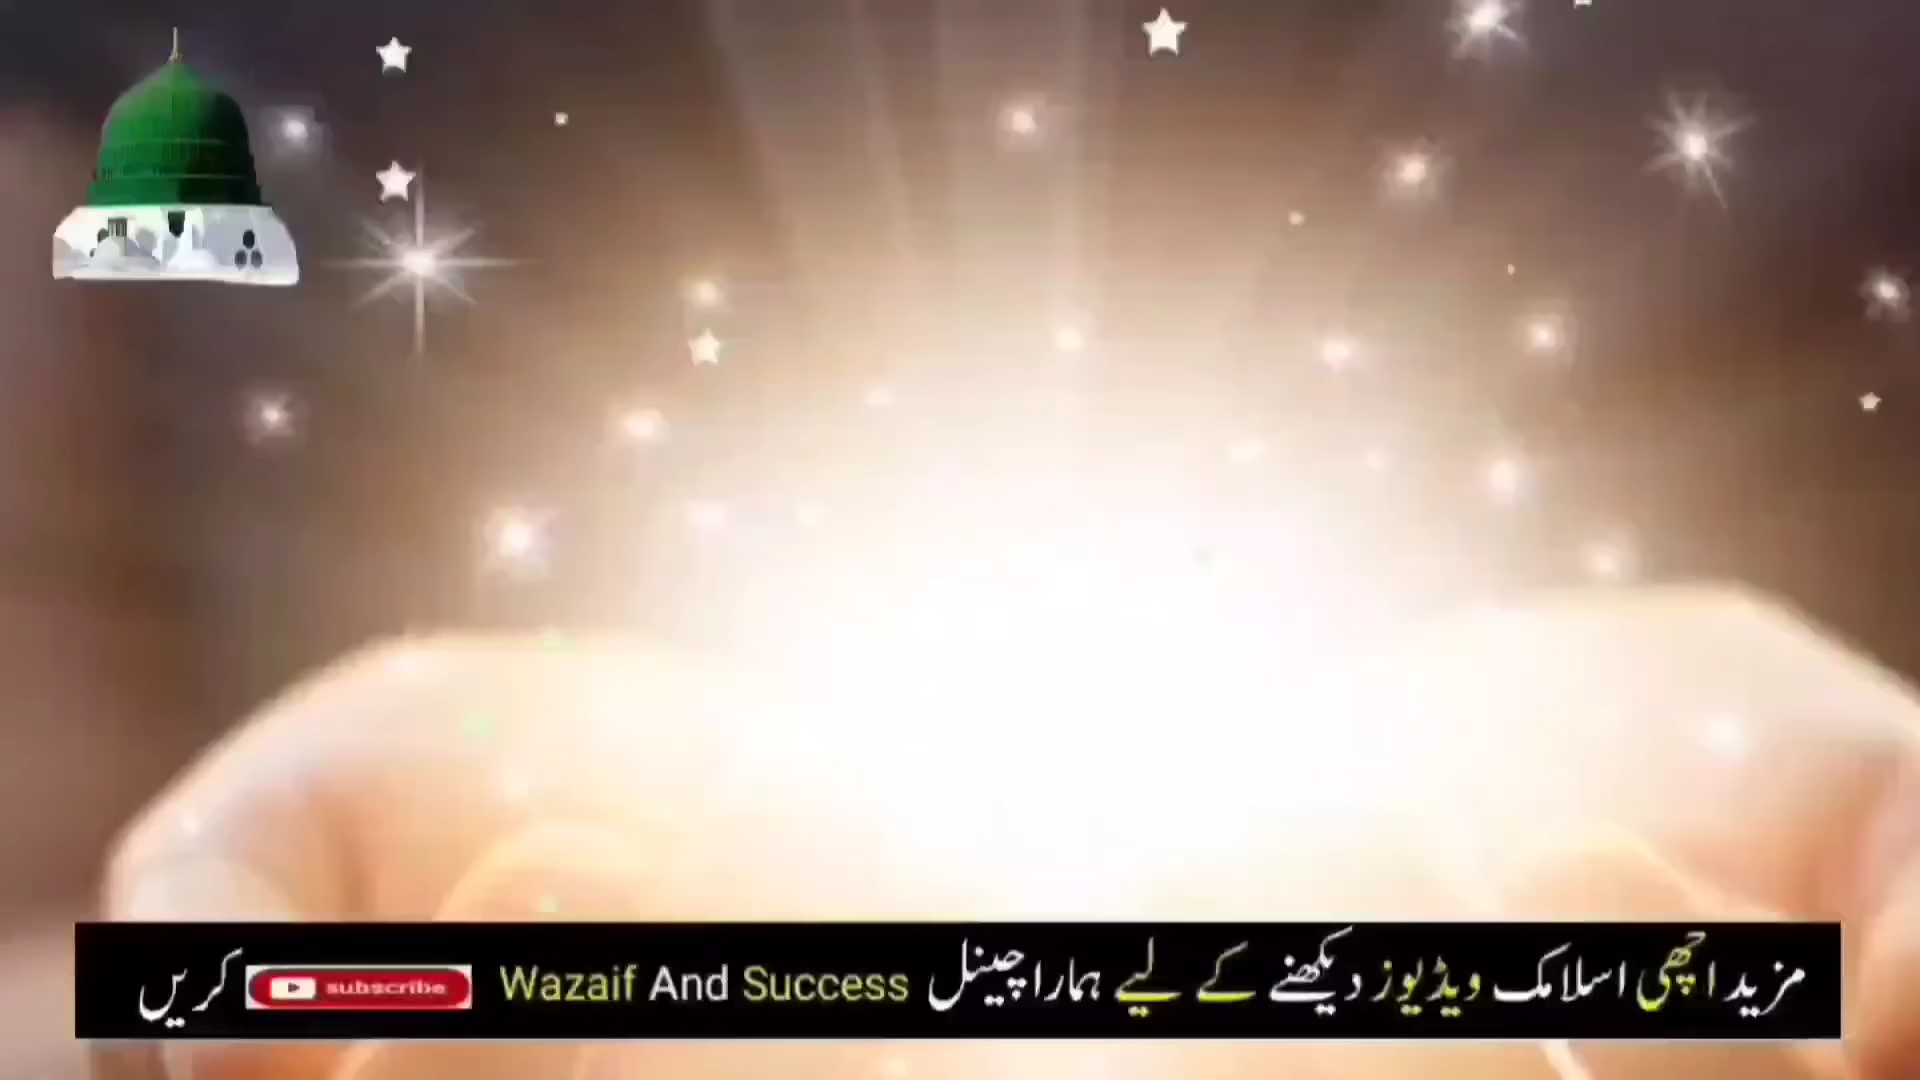 مزید اچھی اسلامک ویڈیوز دیکھنے کے لیے ہمارا چینل Wazaif And Success subscribe کریں